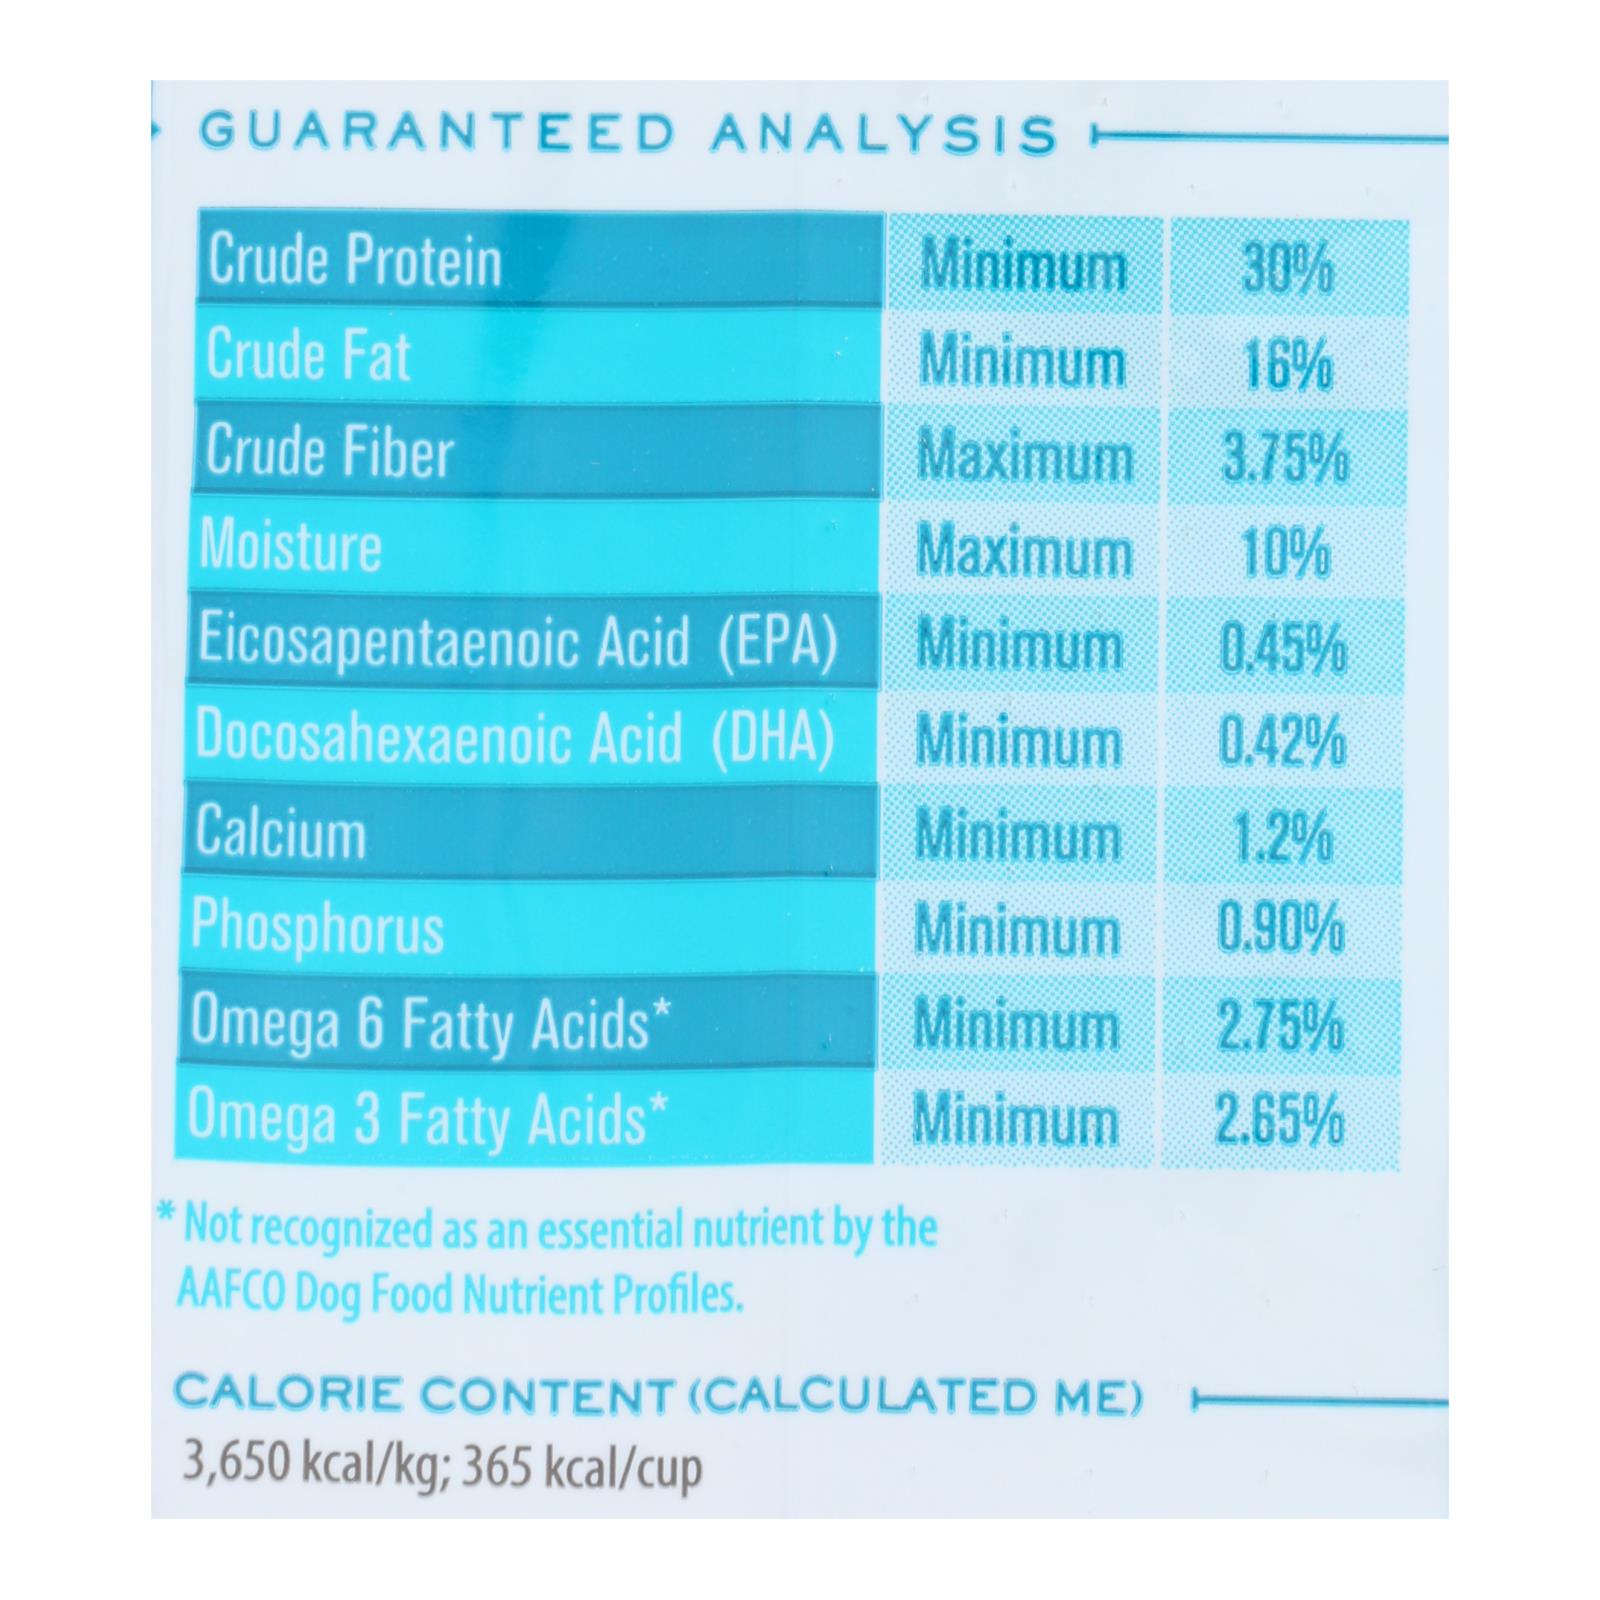 GUARANTEED ANALYSIS
Crude Protein Minimum 30%
Crude Fat Minimum 16%
Crude Fiber Maximum 3.75%
Moisture Maximum 10%
Eicosapentaenoic Acid (EPA) Minimum 0.45%
Docosahexaenoic Acid (DHA) Minimum 0.42%
Calcium Minimum 1.2%
Phosphorus Minimum 0.90%
Omega 6 Fatty Acids* Minimum 2.75%
Omega 3 Fatty Acids* Minimum 2.65%
* Not recognized as an essential nutrient by the
AAFCO Dog Food Nutrient Profiles.
CALORIE CONTENT (CALCULATED ME)
3,650 kcal/kg; 365 kcal/cup